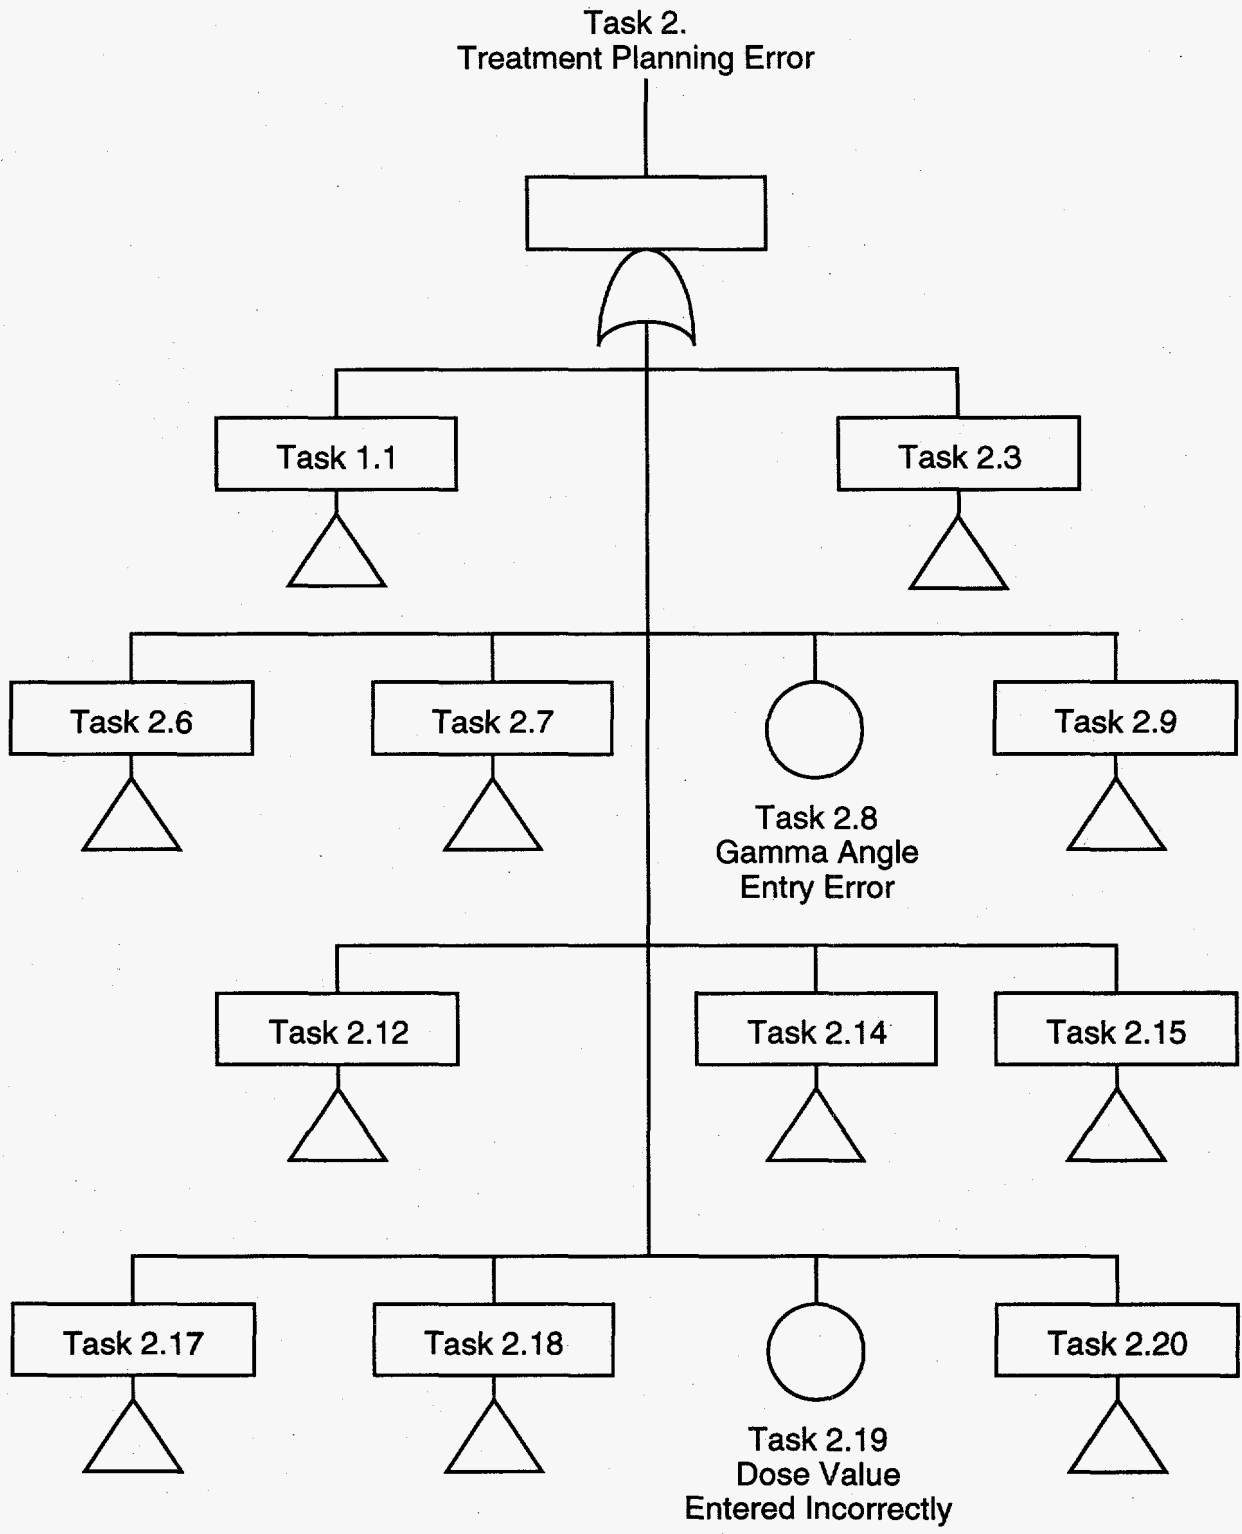 Task 2.
Treatment Planning Error
Task 1.1
Task 2.3
Task 2.6
Task 2.7
Task 2.9
Task 2.8
Gamma Angle
Entry Error
Task 2.12
Task 2.14
Task 2.15
Task 2.17
Task 2.18
Task 2.20
Task 2.19
Dose Value
Entered Incorrectly